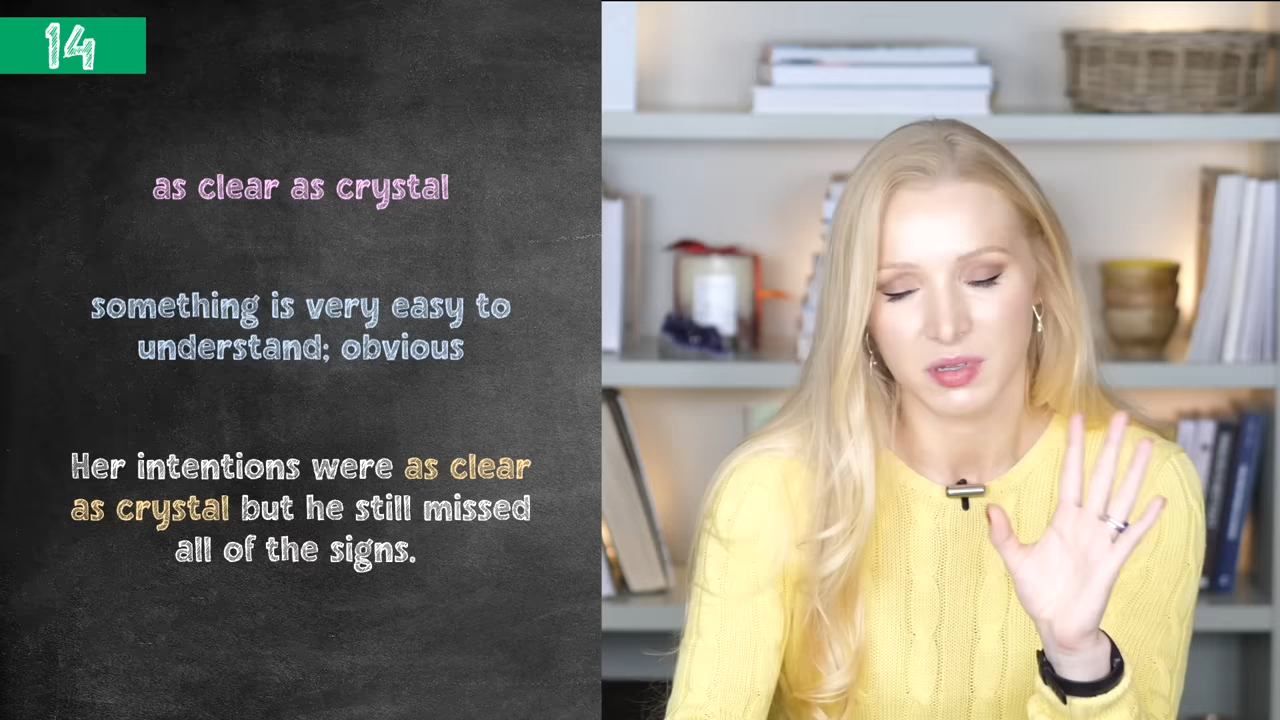 14
as clear as crystal
something is very easy to
understand; obvious
Her intentions were as clear
as crystal but he still missed
all of the signs.